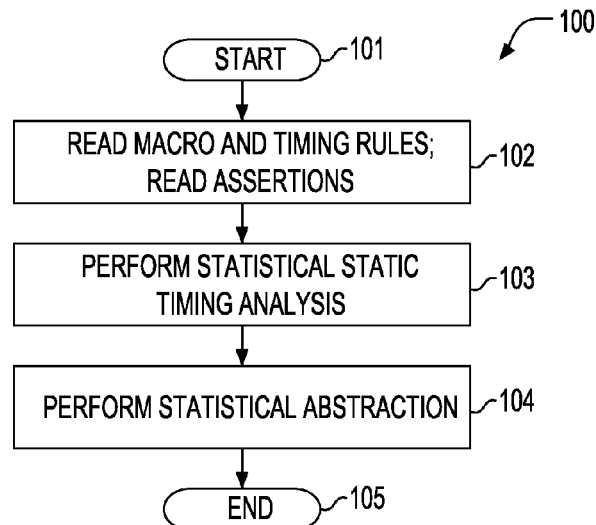 100
START
101
READ MACRO AND TIMING RULES;
READ ASSERTIONS
102
PERFORM STATISTICAL STATIC
TIMING ANALYSIS
103
PERFORM STATISTICAL ABSTRACTION
104
END
105